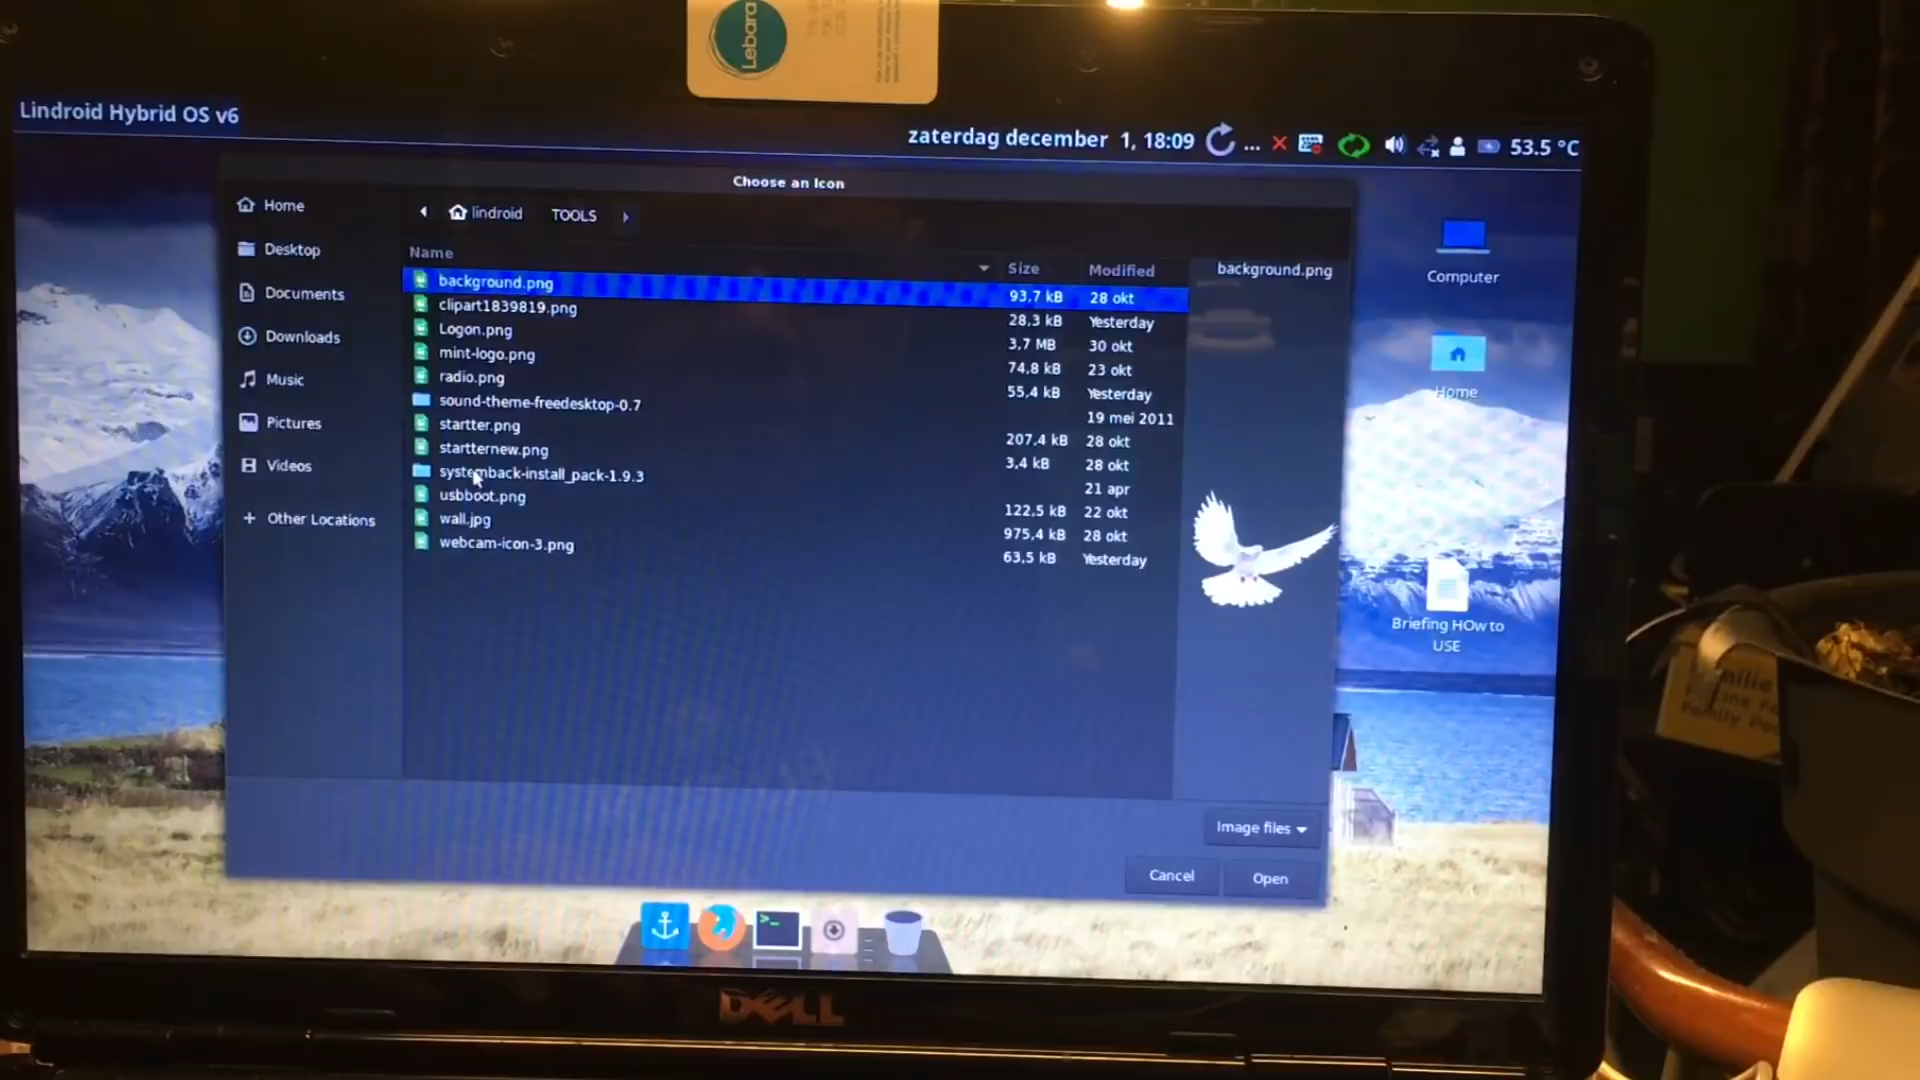 Lebara
Lindroid Hybrid OS v6
zaterdag december 1, 18:09 ... 53.5 °C
Choose an Icon
Home
Desktop
Documents
Downloads
Music
Pictures
Videos
Other Locations
lindroid TOOLS
Name Size Modified
background.png 93,7 kB 28 okt
clipart1839819.png 28,3 kB Yesterday
Logon.png 3,7 MB 30 okt
mint-logo.png 74,8 kB 23 okt
radio.png 55,4 kB Yesterday
sound-theme-freedesktop-0.7 19 mei 2011
startter.png 207,4 kB 28 okt
startternew.png 3,4 kB 28 okt
systemback-install_pack-1.9.3 21 apr
usbboot.png 122,5 kB 22 okt
wall.jpg 975,4 kB 28 okt
webcam-icon-3.png 63,5 kB Yesterday
background.png
Image files
Cancel Open
Computer
Home
Briefing HOw to
USE
>_
DELL
Family